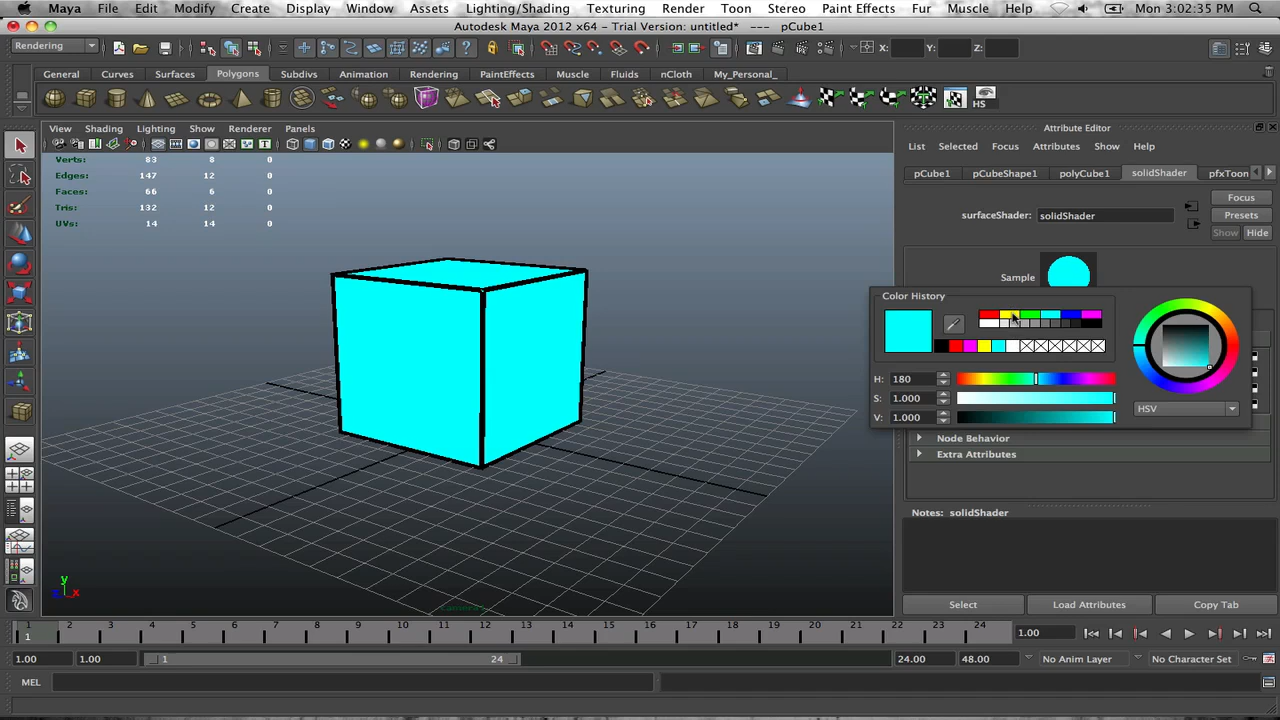 Maya File Edit Modify Create Display Window Assets Lighting/Shading Texturing Render Toon Stereo Paint Effects Fur Muscle Help Mon 3:02:35 PM
Autodesk Maya 2012 x64 - Trial Version: untitled* --- pCube1
Rendering X: Y: Z:
General Curves Surfaces Polygons Subdivs Animation Rendering PaintEffects Muscle Fluids nCloth My_Personal_
HS
View Shading Lighting Show Renderer Panels
Attribute Editor
List Selected Focus Attributes Show Help
Verts: 83 8 0
Edges: 147 12 0
Faces: 66 6 0
Tris: 132 12 0
UVs: 14 14 0
pCube1 pCubeShape1 polyCube1 solidShader pfxToon
Focus
surfaceShader: solidShader Presets
Show Hide
Sample
Color History
H: 180
S: 1.000
HSV
V: 1.000
Node Behavior
Extra Attributes
Notes: solidShader
y
x
Select Load Attributes Copy Tab
1 2 3 4 5 6 7 8 9 10 11 12 13 14 15 16 17 18 19 20 21 22 23 24
1 1.00
1.00 1.00 1 24 24.00 48.00 No Anim Layer No Character Set
MEL